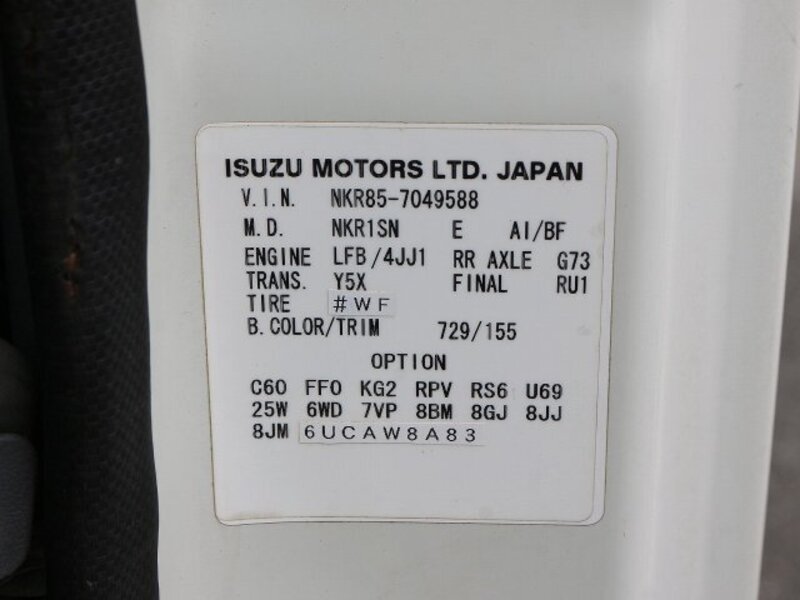 ISUZU MOTORS LTD. JAPAN
V.I.N. NKR85-7049588
M.D. NKR1SN E AI/BF
ENGINE LFB/4JJ1 RR AXLE G73
TRANS. Y5X FINAL RU1
TIRE #WF
B.COLOR/TRIM 729/155
OPTION
C60 FF0 KG2 RPV RS6 U69
25W 6WD 7VP 8BM 8GJ 8JJ
8JM 6UCAW8A83